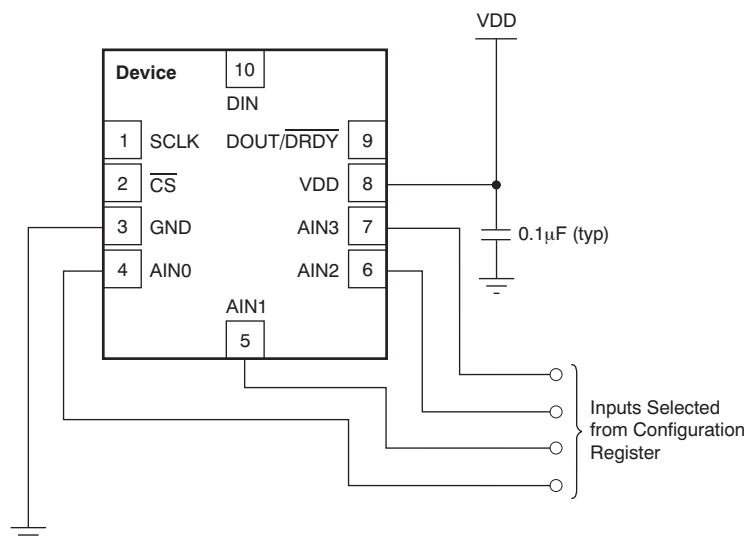 VDD
Device
10
DIN
1 SCLK DOUT/DRDY 9
2 CS VDD 8
3 GND AIN3 7
4 AIN0 AIN2 6
AIN1
5
0.1μF (typ)
Inputs Selected
from Configuration
Register